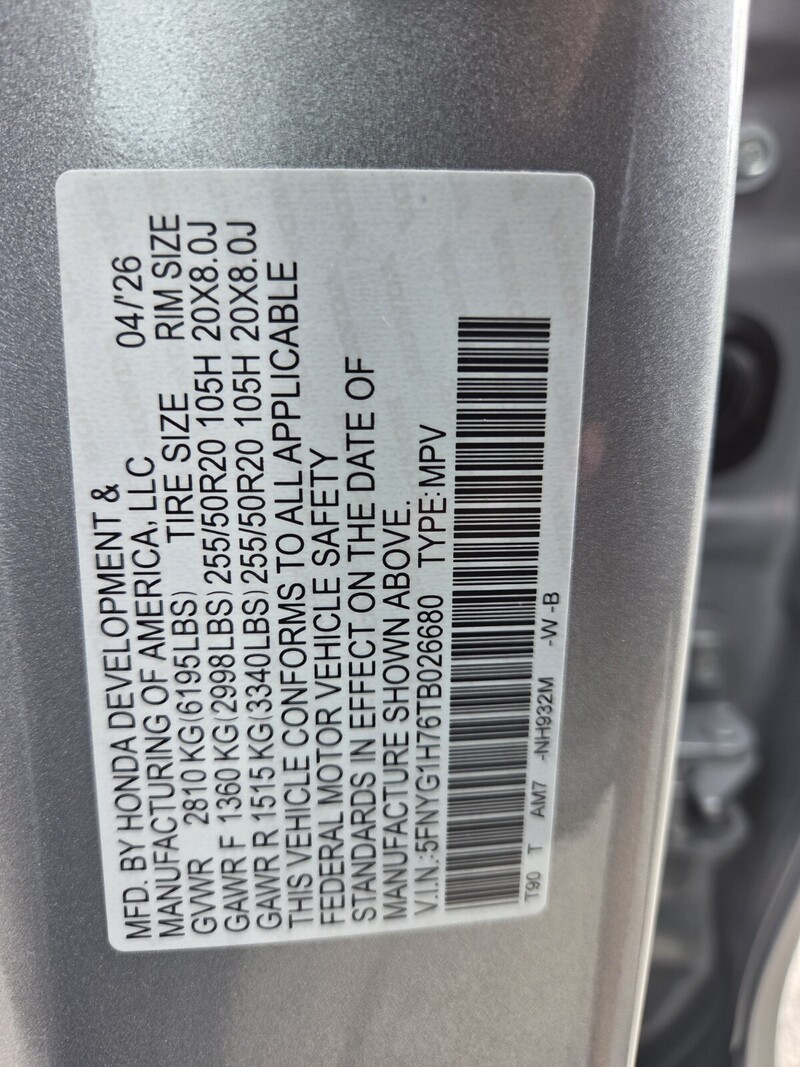 MFD. BY HONDA DEVELOPMENT &
MANUFACTURING OF AMERICA, LLC 04/'26
GVWR 2810 KG(6195LBS) TIRE SIZE RIM SIZE
GAWR F 1360 KG(2998LBS) 255/50R20 105H 20X8.0J
GAWR R 1515 KG(3340LBS) 255/50R20 105H 20X8.0J
THIS VEHICLE CONFORMS TO ALL APPLICABLE
FEDERAL MOTOR VEHICLE SAFETY
STANDARDS IN EFFECT ON THE DATE OF
MANUFACTURE SHOWN ABOVE.
V.I.N.:5FNYG1H76TB026680 TYPE:MPV
T90 T AM7 -NH932M -W -B